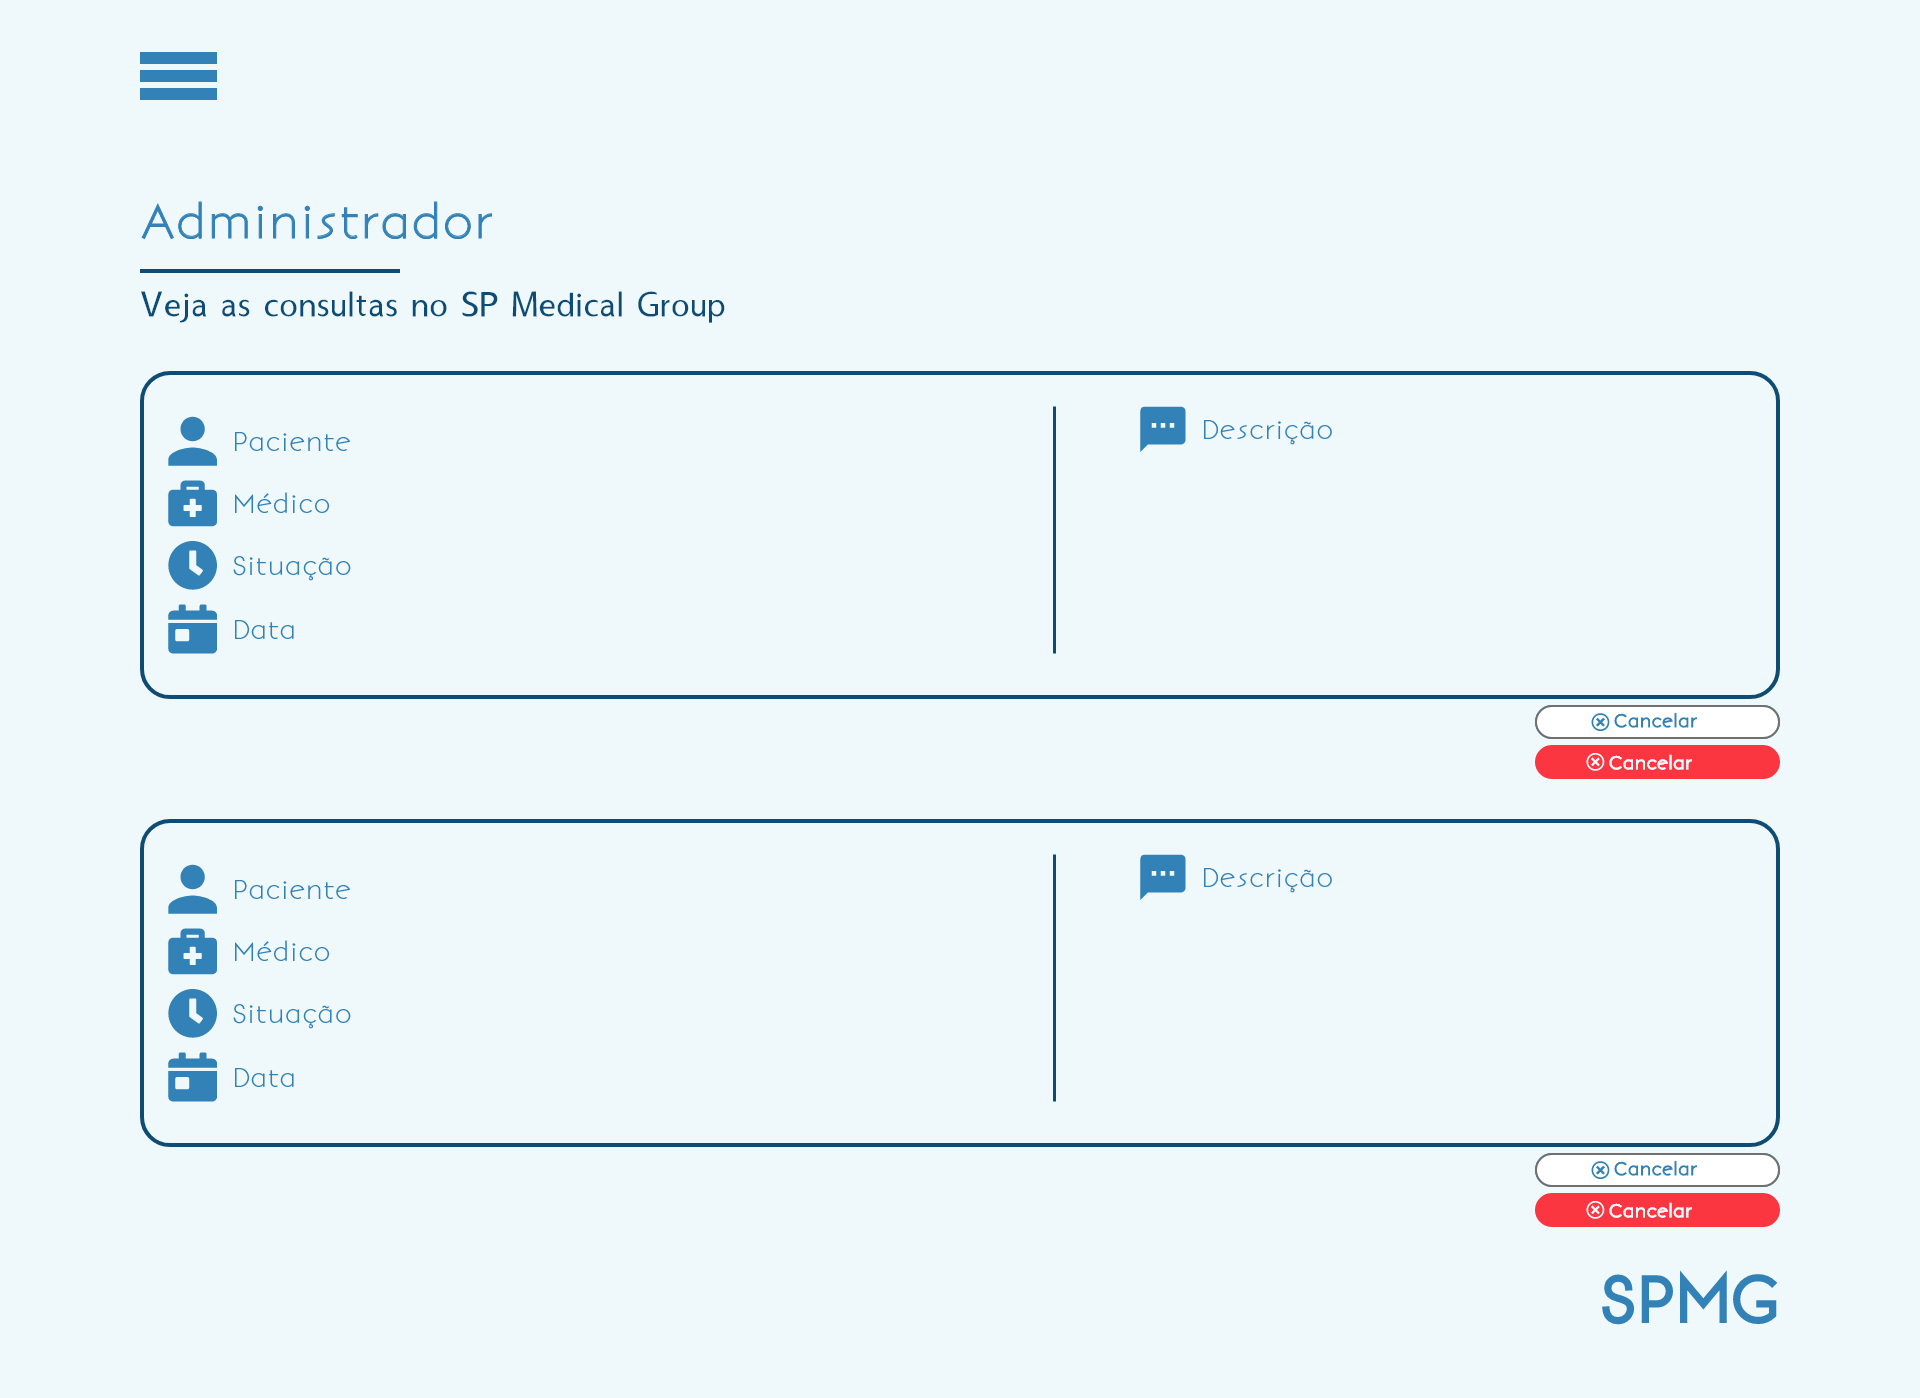 Administrador
Veja as consultas no SP Medical Group
Paciente
Médico
Situação
Data
Descrição
Cancelar
Cancelar
Paciente
Médico
Situação
Data
Descrição
Cancelar
Cancelar
SPMG